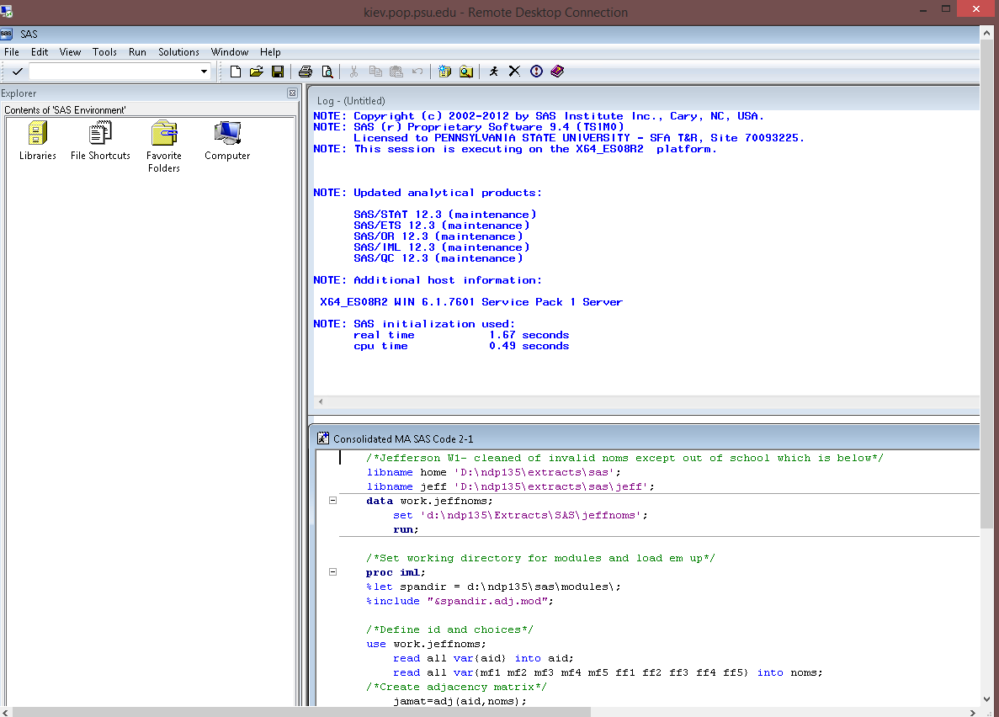 kiev.pop.psu.edu - Remote Desktop Connection
sas SAS
File Edit View Tools Run Solutions Window Help
Explorer
Contents of 'SAS Environment'
Libraries
File Shortcuts
Favorite Folders
Computer
Log - (Untitled)
NOTE: Copyright (c) 2002-2012 by SAS Institute Inc., Cary, NC, USA.
NOTE: SAS (r) Proprietary Software 9.4 (TS1M0)
Licensed to PENNSYLVANIA STATE UNIVERSITY - SFA T&R, Site 70093225.
NOTE: This session is executing on the X64_ES08R2  platform.
NOTE: Updated analytical products:
SAS/STAT 12.3 (maintenance)
SAS/ETS 12.3 (maintenance)
SAS/OR 12.3 (maintenance)
SAS/IML 12.3 (maintenance)
SAS/QC 12.3 (maintenance)
NOTE: Additional host information:
X64_ES08R2 WIN 6.1.7601 Service Pack 1 Server
NOTE: SAS initialization used:
real time           1.67 seconds
cpu time            0.49 seconds
Consolidated MA SAS Code 2-1
/*Jefferson W1- cleaned of invalid noms except out of school which is below*/
libname home 'D:\ndp135\extracts\sas';
libname jeff 'D:\ndp135\extracts\sas\jeff';
data work.jeffnoms;
set 'd:\ndp135\Extracts\SAS\jeffnoms';
run;
/*Set working directory for modules and load em up*/
proc iml;
%let spandir = d:\ndp135\sas\modules\;
%include "&spandir.adj.mod";
/*Define id and choices*/
use work.jeffnoms;
read all var{aid} into aid;
read all var{mf1 mf2 mf3 mf4 mf5 ff1 ff2 ff3 ff4 ff5} into noms;
/*Create adjacency matrix*/
jamat=adj(aid,noms);